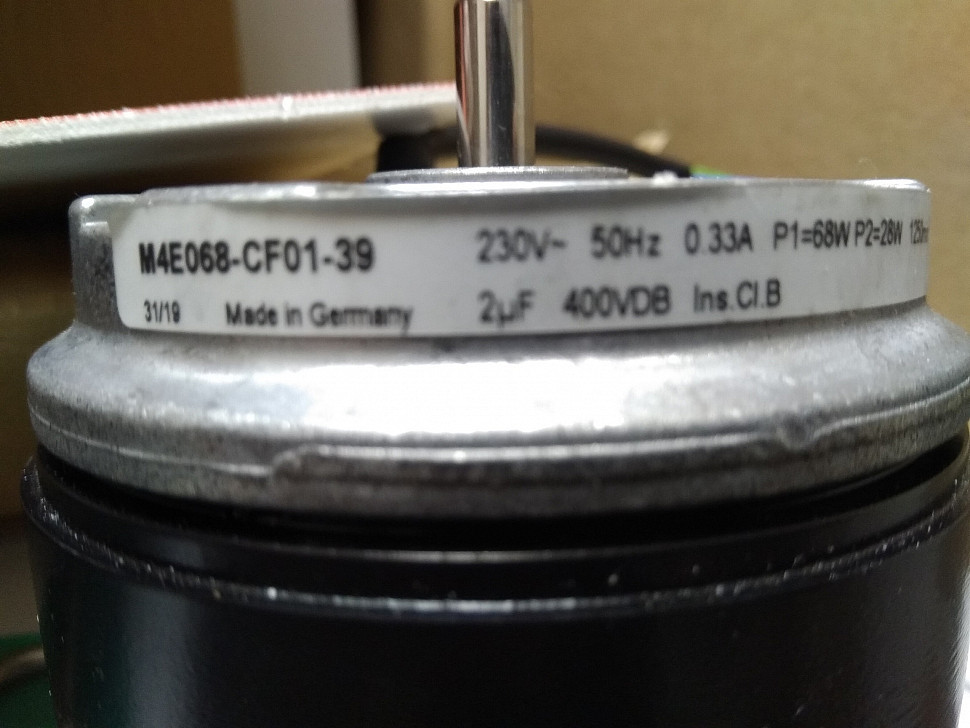 M4E068-CF01-39 230V~ 50Hz 0.33A P1=68W P2=28W
31/19 Made in Germany 2µF 400VDB Ins.Cl.B